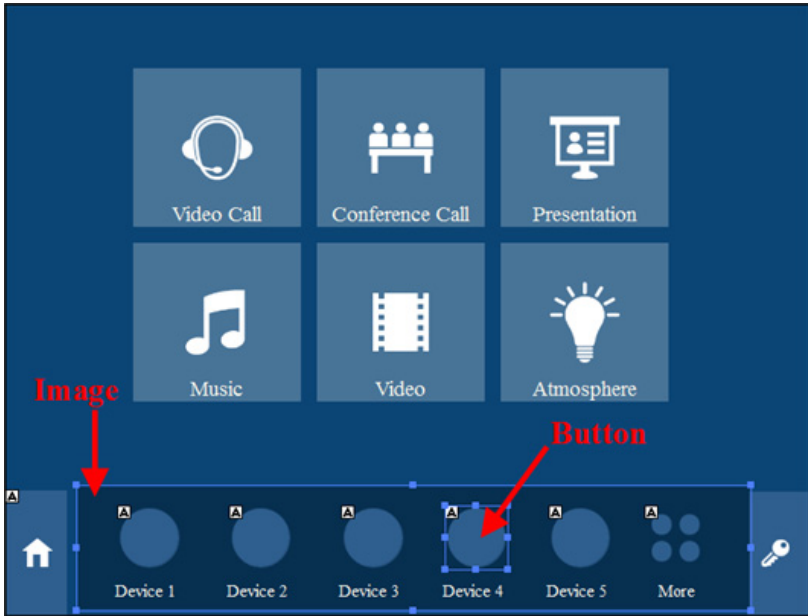 Video Call
Conference Call
Presentation
Music
Video
Atmosphere
Image
Button
A
A
A
A
A
A
A
Device 1
Device 2
Device 3
Device 4
Device 5
More